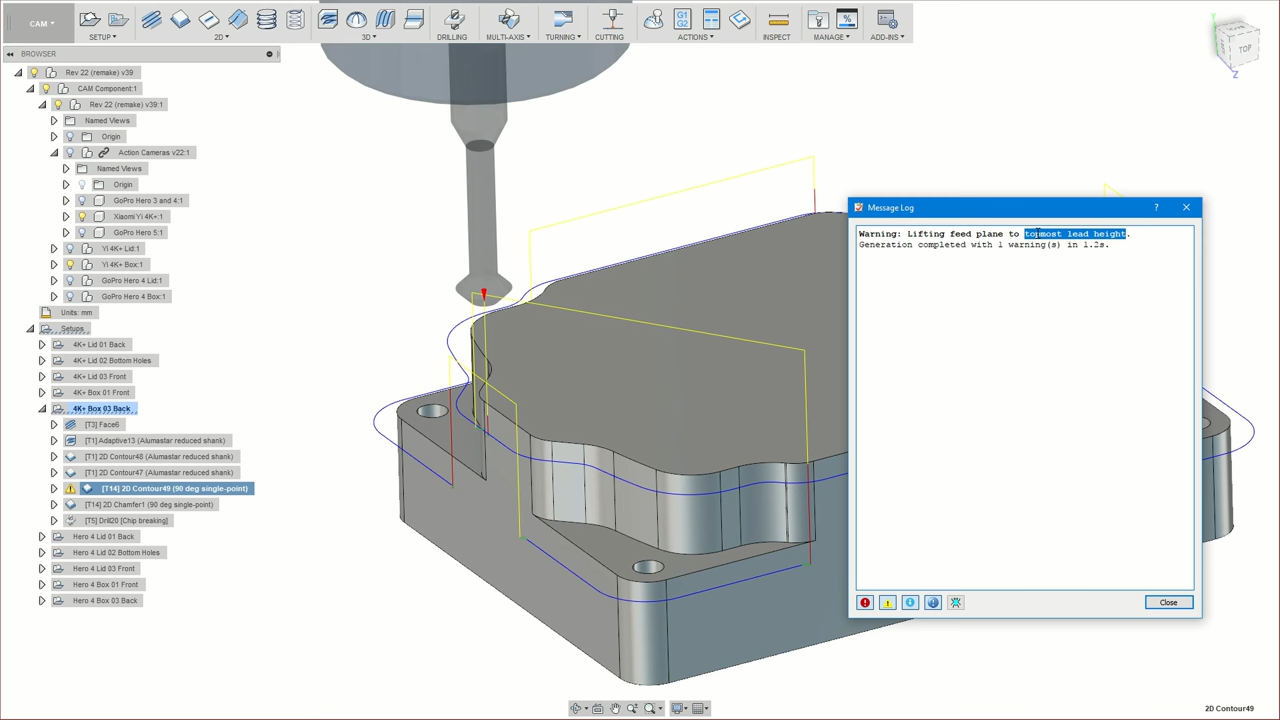 CAM
SETUP
2D
3D
DRILLING
MULTI-AXIS
TURNING
CUTTING
G1
G2
ACTIONS
INSPECT
%
MANAGE
ADD-INS
BROWSER
Rev 22 (remake) v39
CAM Component:1
Rev 22 (remake) v39:1
Named Views
Origin
Action Cameras v22:1
Named Views
Origin
GoPro Hero 3 and 4:1
Xiaomi Yi 4K+:1
GoPro Hero 5:1
Yi 4K+ Lid:1
Yi 4K+ Box:1
GoPro Hero 4 Lid:1
GoPro Hero 4 Box:1
Units: mm
Setups
4K+ Lid 01 Back
4K+ Lid 02 Bottom Holes
4K+ Lid 03 Front
4K+ Box 01 Front
4K+ Box 03 Back
[T3] Face6
[T1] Adaptive13 (Alumastar reduced shank)
[T1] 2D Contour48 (Alumastar reduced shank)
[T1] 2D Contour47 (Alumastar reduced shank)
[T14] 2D Contour49 (90 deg single-point)
[T14] 2D Chamfer1 (90 deg single-point)
[T5] Drill20 [Chip breaking]
Hero 4 Lid 01 Back
Hero 4 Lid 02 Bottom Holes
Hero 4 Lid 03 Front
Hero 4 Box 01 Front
Hero 4 Box 03 Back
TOP
Z
Message Log
?
Warning: Lifting feed plane to topmost lead height.
Generation completed with 1 warning(s) in 1.2s.
Close
2D Contour49